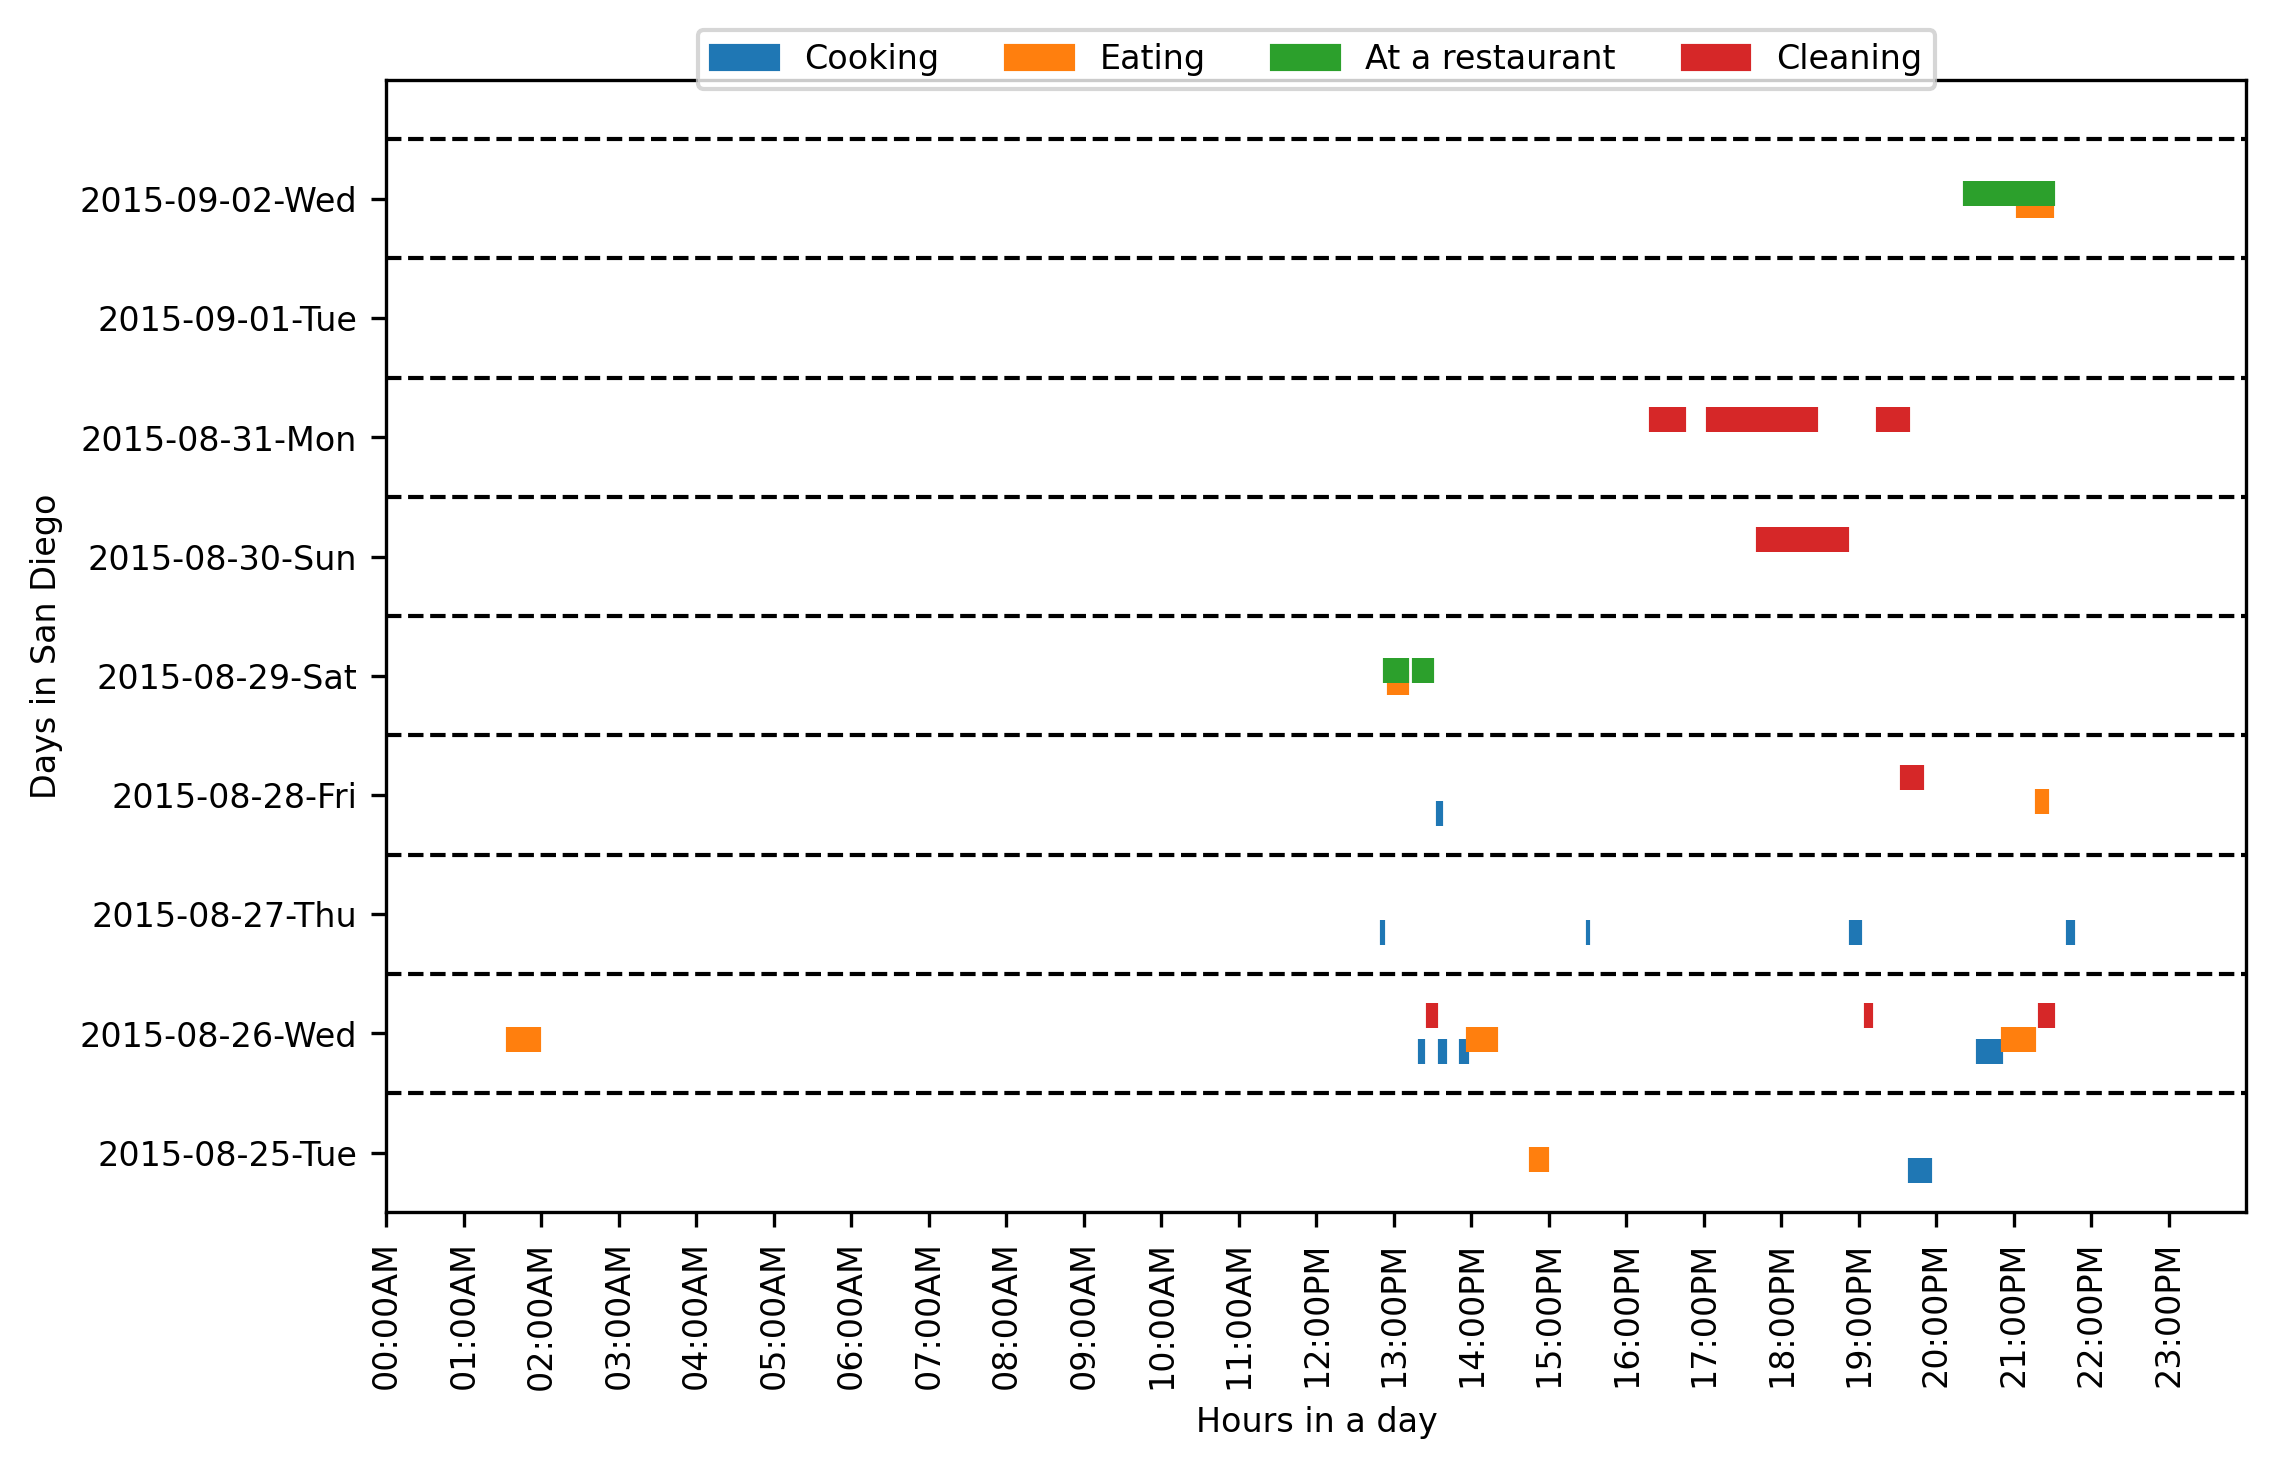 Cooking Eating At a restaurant Cleaning
Days in San Diego
2015-09-02-Wed
2015-09-01-Tue
2015-08-31-Mon
2015-08-30-Sun
2015-08-29-Sat
2015-08-28-Fri
2015-08-27-Thu
2015-08-26-Wed
2015-08-25-Tue
00:00AM
01:00AM
02:00AM
03:00AM
04:00AM
05:00AM
06:00AM
07:00AM
08:00AM
09:00AM
10:00AM
11:00AM
12:00PM
13:00PM
14:00PM
15:00PM
16:00PM
17:00PM
18:00PM
19:00PM
20:00PM
21:00PM
22:00PM
23:00PM
Hours in a day